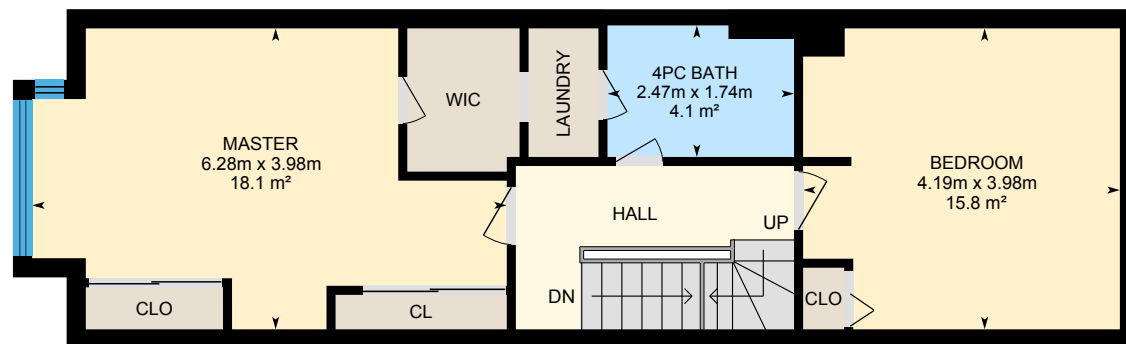 MASTER
6.28m x 3.98m
18.1 m²
WIC
LAUNDRY
4PC BATH
2.47m x 1.74m
4.1 m²
BEDROOM
4.19m x 3.98m
15.8 m²
HALL
UP
DN
CLO
CL
CLO